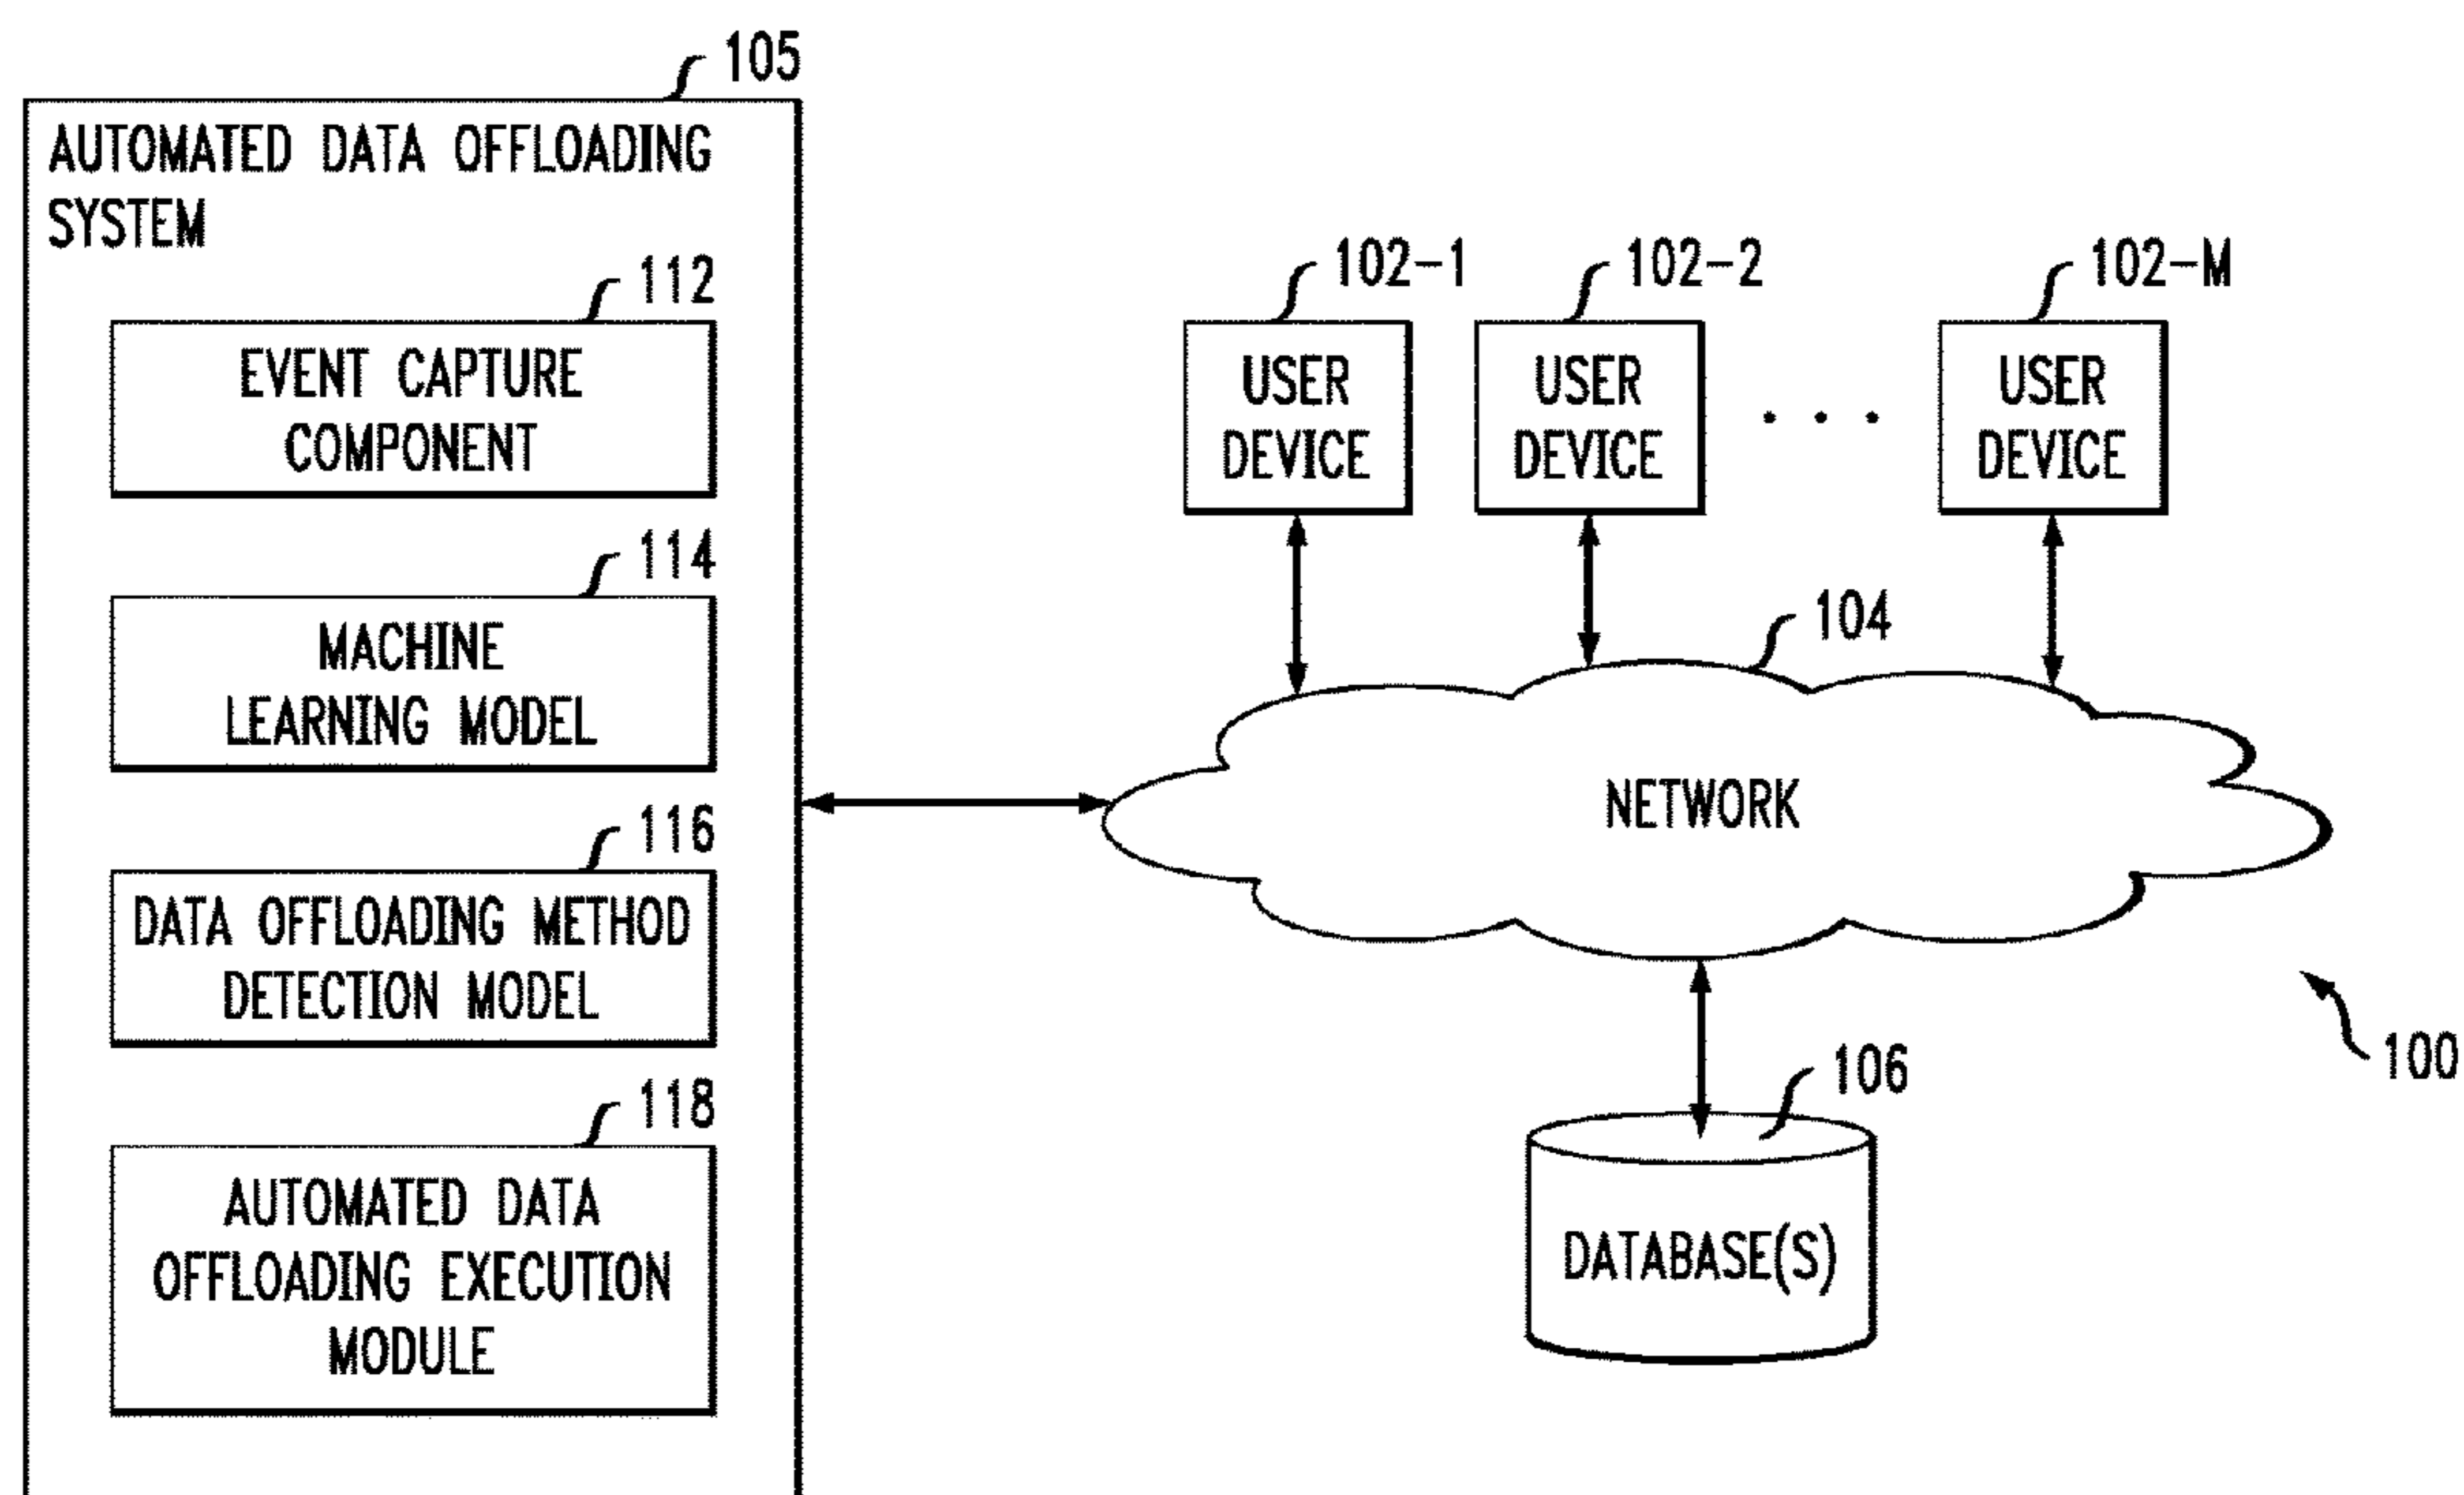 105
AUTOMATED DATA OFFLOADING
SYSTEM
112
EVENT CAPTURE
COMPONENT
114
MACHINE
LEARNING MODEL
116
DATA OFFLOADING METHOD
DETECTION MODEL
118
AUTOMATED DATA
OFFLOADING EXECUTION
MODULE
102-1
USER
DEVICE
102-2
USER
DEVICE
. . .
102-M
USER
DEVICE
104
NETWORK
100
106
DATABASE(S)